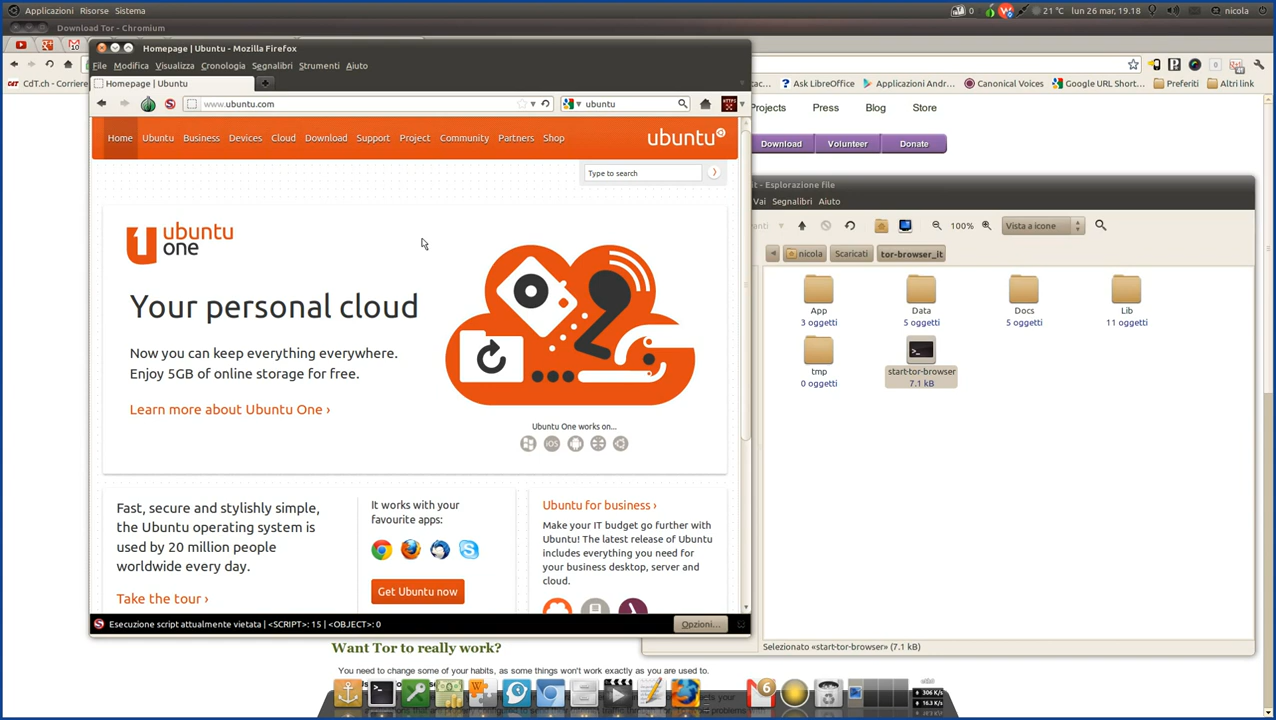 Applicazioni Risorse Sistema
0
21 °C lun 26 mar, 19.18 nicola
Download Tor - Chromium
Homepage | Ubuntu - Mozilla Firefox
File Modifica Visualizza Cronologia Segnalibri Strumenti Aiuto
Homepage | Ubuntu
www.ubuntu.com
ubuntu
CdT.ch - Corriere
Ask LibreOffice
Applicazioni Andr...
Canonical Voices
Google URL Short...
Preferiti
Altri link
Home Ubuntu Business Devices Cloud Download Support Project Community Partners Shop
ubuntu
Type to search
Projects Press Blog Store
Download Volunteer Donate
ubuntu
one
Your personal cloud
Now you can keep everything everywhere.
Enjoy 5GB of online storage for free.
Learn more about Ubuntu One ›
Ubuntu One works on...
iOS
Fast, secure and stylishly simple,
the Ubuntu operating system is
used by 20 million people
worldwide every day.
Take the tour ›
It works with your
favourite apps:
Get Ubuntu now
Ubuntu for business ›
Make your IT budget go further with
Ubuntu! The latest release of Ubuntu
includes everything you need for
your business desktop, server and
cloud.
Esecuzione script attualmente vietata | <SCRIPT>: 15 | <OBJECT>: 0
Opzioni...
it - Esplorazione file
Vai Segnalibri Aiuto
anti
100%
Vista a icone
nicola Scaricati tor-browser_it
App
3 oggetti
Data
5 oggetti
Docs
5 oggetti
Lib
11 oggetti
tmp
0 oggetti
start-tor-browser
7.1 kB
Selezionato «start-tor-browser» (7.1 kB)
Want Tor to really work?
You need to change some of your habits, as some things won't work exactly as you are used to.
6
306 K/s
16.3 K/s